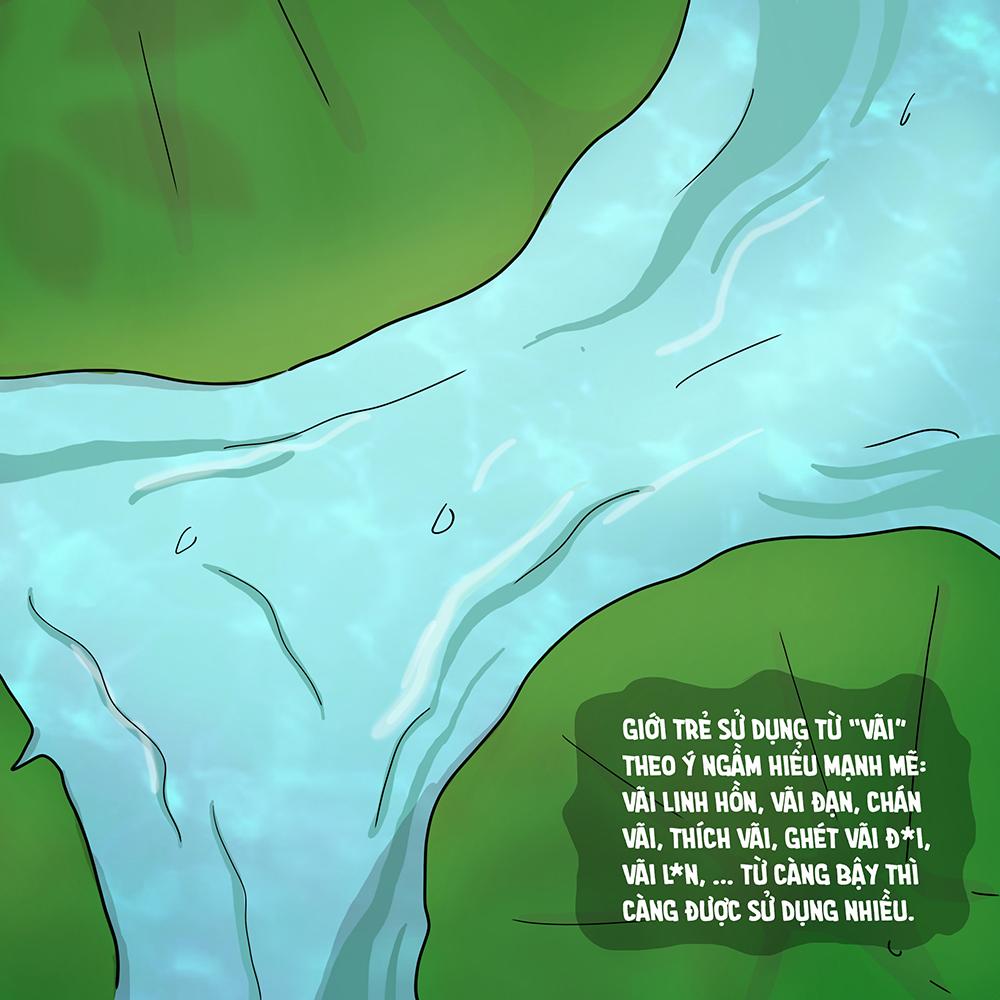 GIỚI TRẺ SỬ DỤNG TỪ "VÃI"
THEO Ý NGẦM HIỂU MẠNH MẼ:
VÃI LINH HỒN, VÃI ĐẠN, CHÁN
VÃI, THÍCH VÃI, GHÉT VÃI Đ*I,
VÃI L*N, ... TỪ CÀNG BẬY THÌ
CÀNG ĐƯỢC SỬ DỤNG NHIỀU.